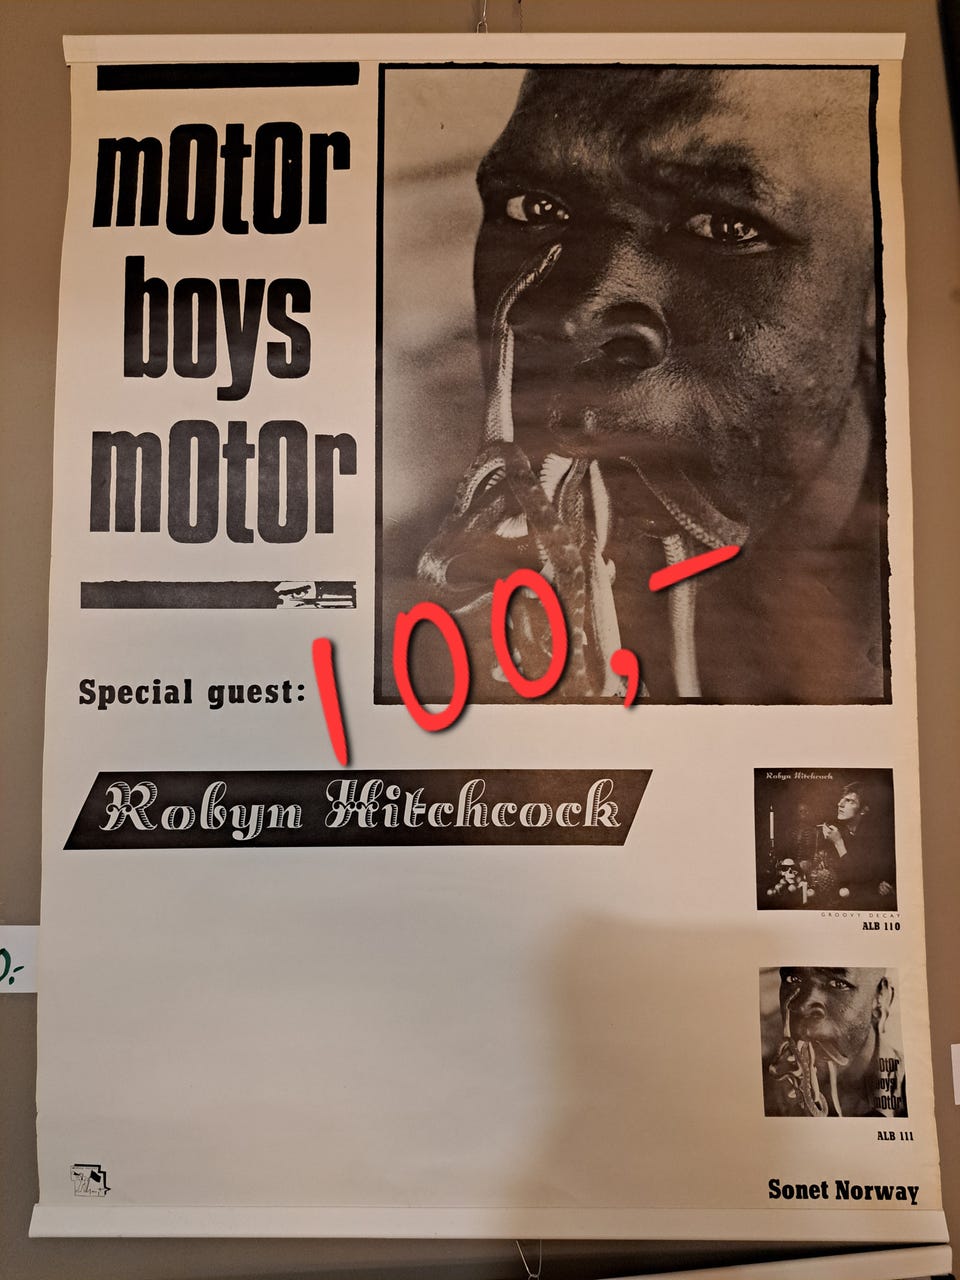 motor
boys
motor
100,-
Special guest:
Robyn Hitchcock
Robyn Hitchcock
GROOVY DECAY
ALB 110
motor
boys
motor
ALB 111
Sonet Norway